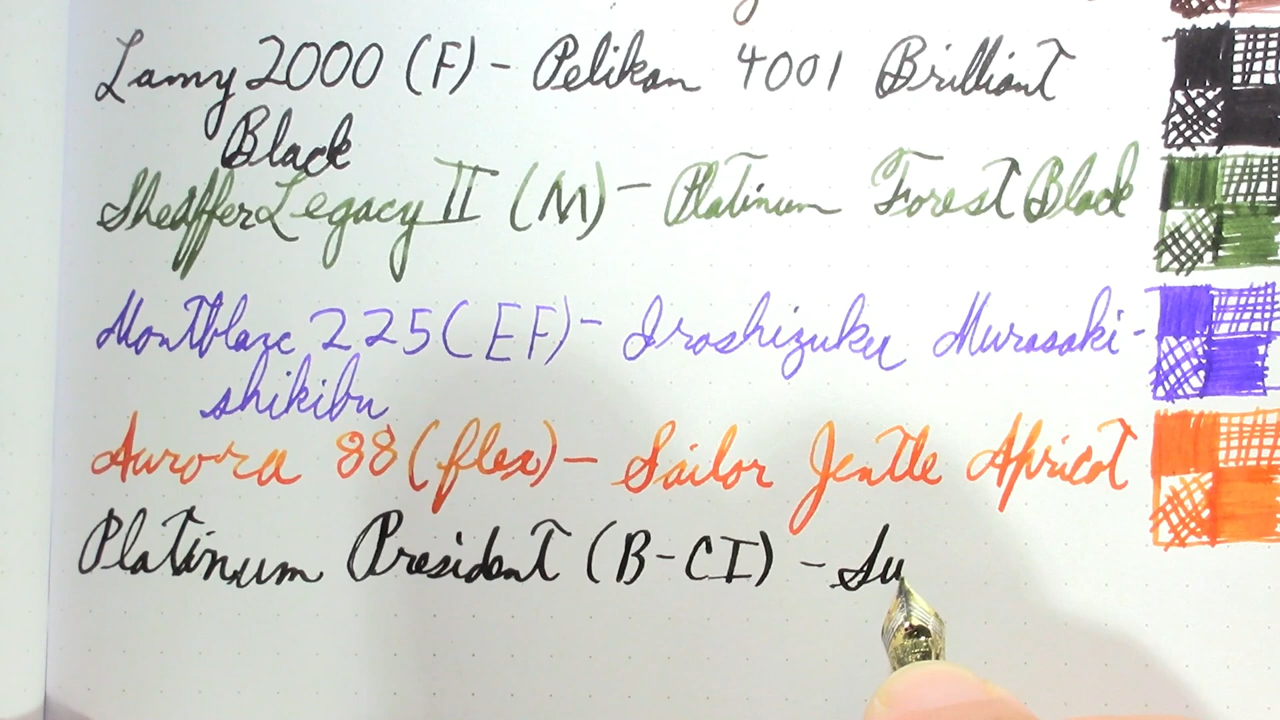 Lamy 2000 (F) - Pelikan 4001 Brilliant
Black
Sheaffer Legacy II (M) - Platinum Forest Black
Montblanc 225 (EF) - Iroshizuku Murasaki-
shikibu
Aurora 88 (flex) - Sailor Jentle Apricot
Platinum President (B-CI) - Su